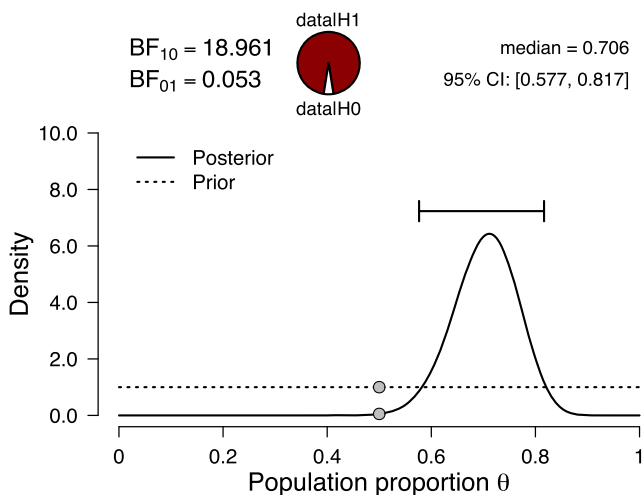 data|H1
BF₁₀ = 18.961
BF₀₁ = 0.053
data|H0
median = 0.706
95% CI: [0.577, 0.817]
Posterior
Prior
Density
10.0
8.0
6.0
4.0
2.0
0.0
0 0.2 0.4 0.6 0.8 1
Population proportion θ